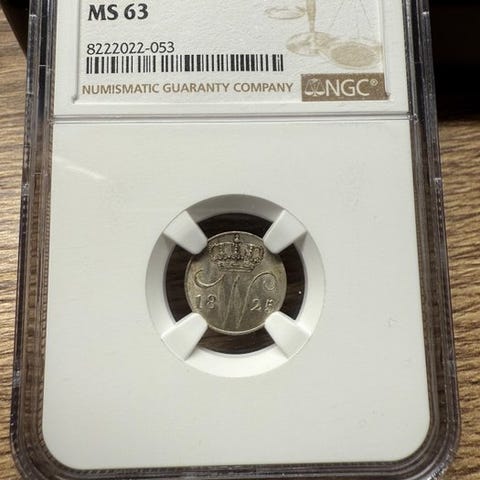 MS 63
8222022-053
NUMISMATIC GUARANTY COMPANY NGC®
W
18 25